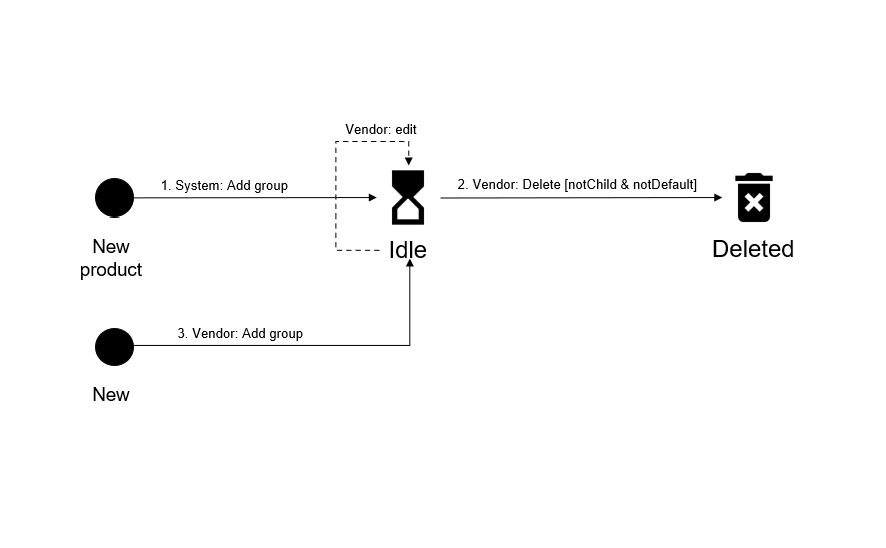 Vendor: edit
1. System: Add group
2. Vendor: Delete [notChild & notDefault]
New
product
Idle
Deleted
3. Vendor: Add group
New